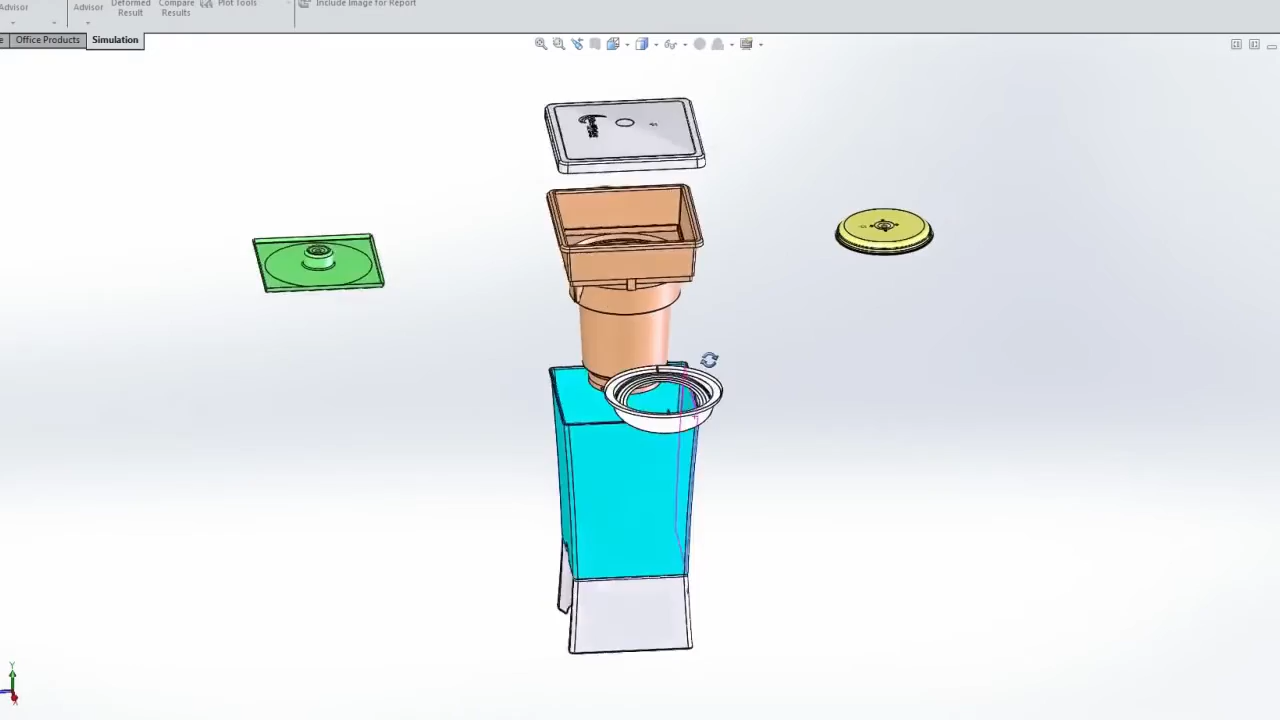 Advisor
Advisor
Deformed Result
Compare Results
Plot Tools
Include Image for Report
Office Products
Simulation
Y